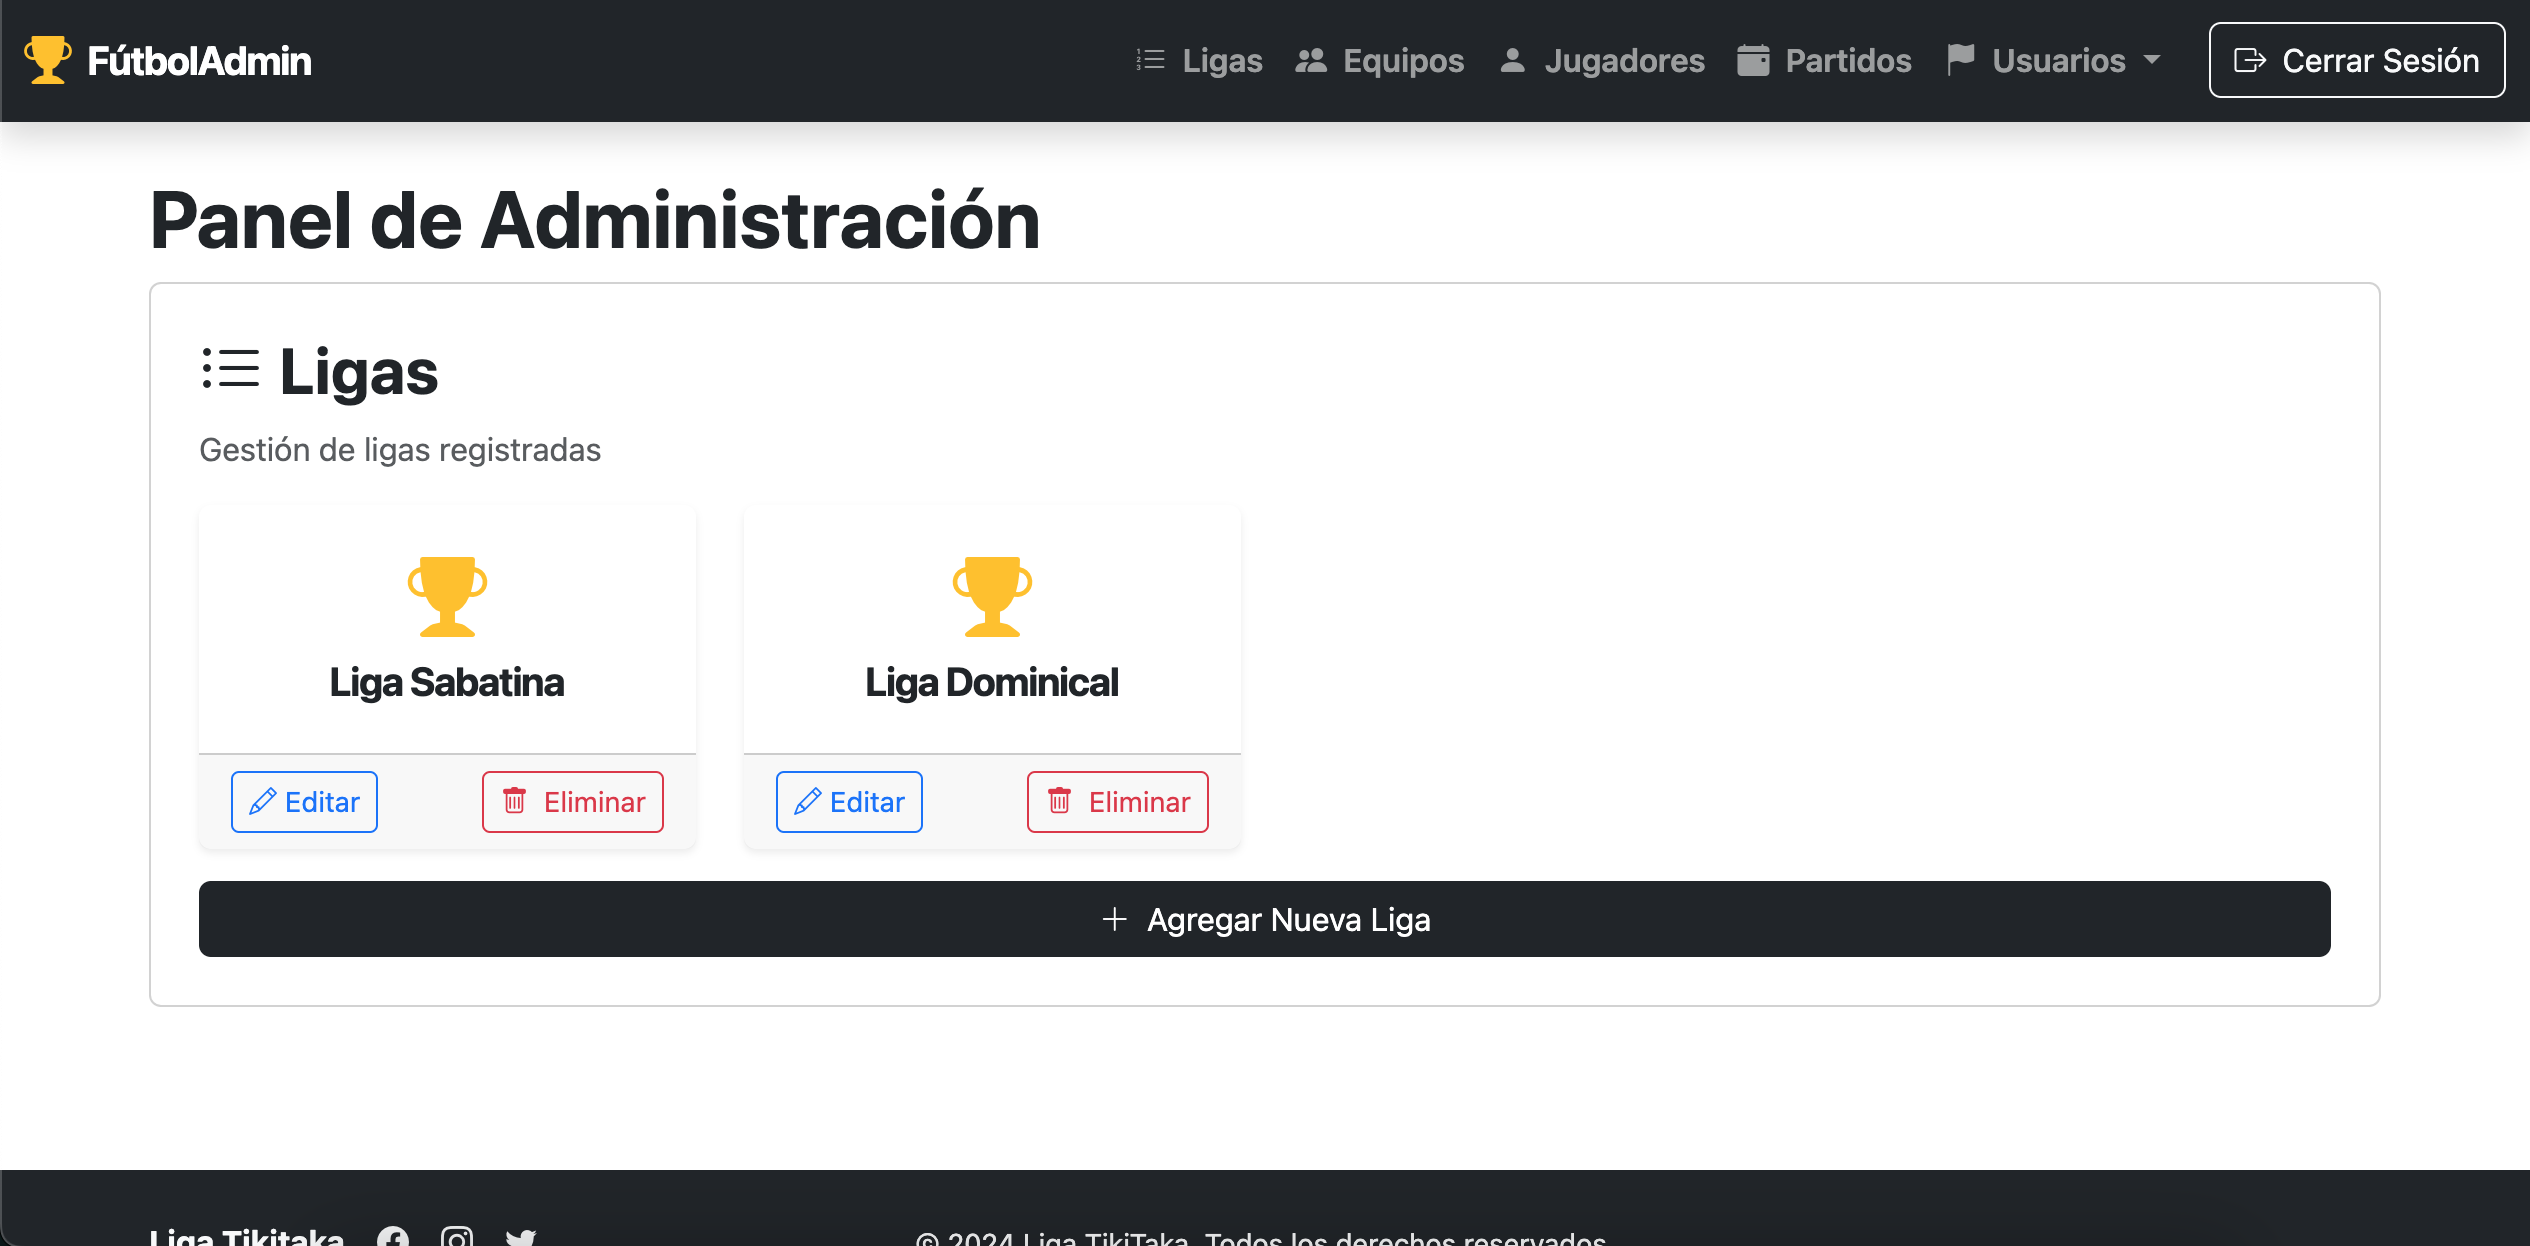 FútbolAdmin
Ligas Equipos Jugadores Partidos Usuarios Cerrar Sesión
Panel de Administración
Ligas
Gestión de ligas registradas
Liga Sabatina
Editar Eliminar
Liga Dominical
Editar Eliminar
+ Agregar Nueva Liga
Liga Tikitaka
© 2024 Liga TikiTaka. Todos los derechos reservados